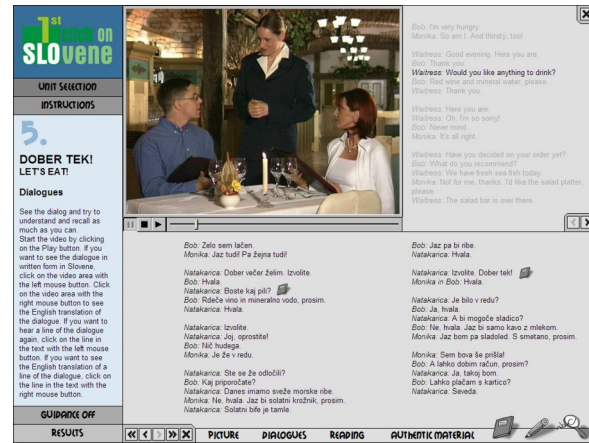 1st click on
SLOvene
UNIT SELECTION
INSTRUCTIONS
5.
DOBER TEK!
LET'S EAT!
Dialogues
See the dialog and try to
understand and recall as
much as you can.
Start the video by clicking
on the Play button. If you
want to see the dialogue in
written form in Slovene,
click on the video area with
the left mouse button. Click
on the video area with the
right mouse button to see
the English translation of
the dialogue. If you want to
hear a line of the dialogue
again, click on the line in
the text with the left mouse
button. If you want to see
the English translation of a
line of the dialogue, click on
the line in the text with the
right mouse button.
GUIDANCE OFF
RESULTS
Bob: I'm very hungry.
Monika: So am I. And thirsty, too!
Waitress: Good evening. Here you are.
Bob: Thank you.
Waitress: Would you like anything to drink?
Bob: Red wine and mineral water, please.
Waitress: Thank you.
Waitress: Here you are.
Waitress: Oh, I'm so sorry!
Bob: Never mind.
Monika: It's all right.
Waitress: Have you decided on your order yet?
Bob: What do you recommend?
Waitress: We have fresh sea fish today.
Monika: Not for me, thanks. I'd like the salad platter,
please.
Waitress: The salad bar is over there.
Bob: Zelo sem lačen.
Monika: Jaz tudi! Pa žejna tudi!
Natakarica: Dober večer želim. Izvolite.
Bob: Hvala.
Natakarica: Boste kaj pili?
Bob: Rdeče vino in mineralno vodo, prosim.
Natakarica: Hvala.
Natakarica: Izvolite.
Natakarica: Joj, oprostite!
Bob: Nič hudega.
Monika: Je že v redu.
Natakarica: Ste se že odločili?
Bob: Kaj priporočate?
Natakarica: Danes imamo sveže morske ribe.
Monika: Ne, hvala. Jaz bi solatni krožnik, prosim.
Natakarica: Solatni bife je tamle.
Bob: Jaz pa bi ribe.
Natakarica: Hvala.
Natakarica: Izvolite. Dober tek!
Monika in Bob: Hvala.
Natakarica: Je bilo v redu?
Bob: Ja, hvala.
Natakarica: A bi mogoče sladico?
Bob: Ne, hvala. Jaz bi samo kavo z mlekom.
Monika: Jaz bom pa sladoled. S smetano, prosim.
Monika: Sem bova še prišla!
Bob: A lahko dobim račun, prosim?
Natakarica: Ja, takoj bom.
Bob: Lahko plačam s kartico?
Natakarica: Seveda.
PICTURE DIALOGUES READING AUTHENTIC MATERIAL